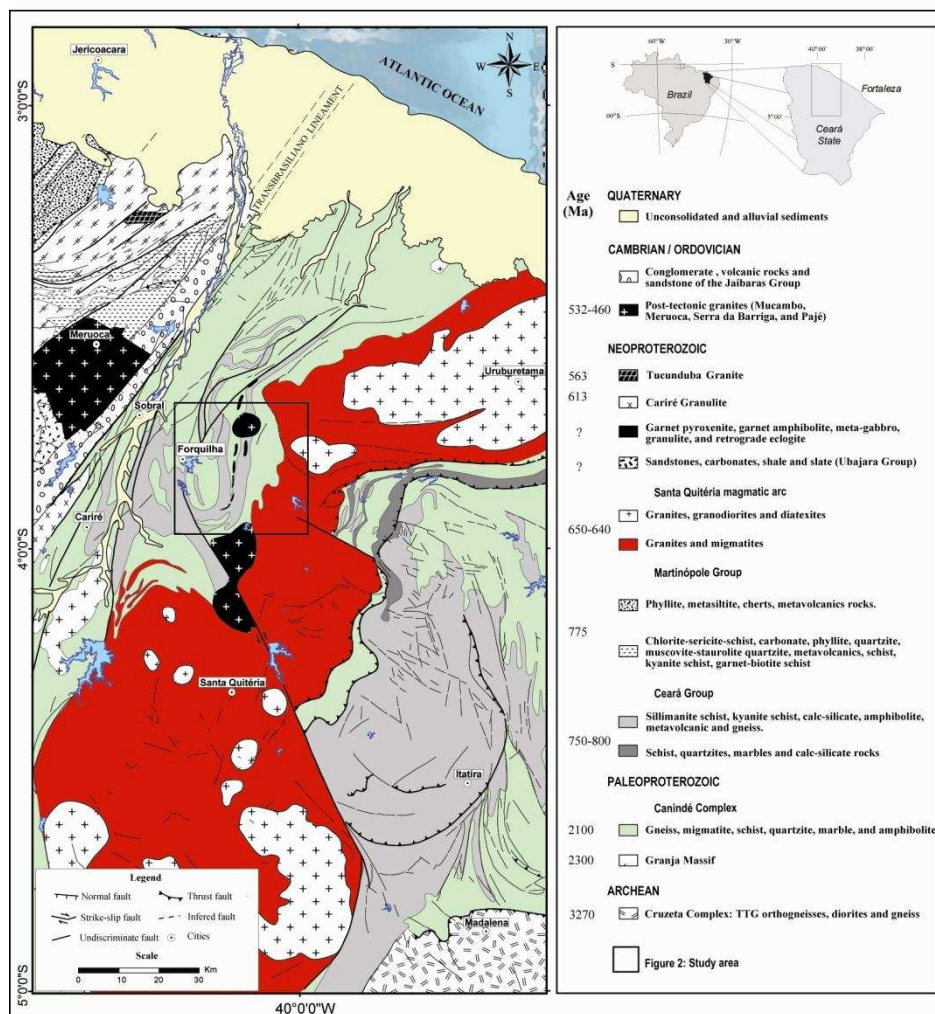 Jericoacara
ATLANTIC OCEAN
N
W
E
S
3°0'0"S
TRANSBRASILIANO LINEAMENT
Meruoca
Uruburetama
Sobral
Forquilha
Cariré
4°0'0"S
Santa Quitéria
Itatira
Madalena
5°0'0"S
40°0'0"W
Legend
Normal fault
Thrust fault
Strike-slip fault
Infered fault
Undiscriminate fault
Cities
Scale
0 10 20 30 Km
60°W
30°W
40°00'
38°00'
S
Brazil
00°S
5°00'
Fortaleza
Ceará
State
Age
(Ma)
QUATERNARY
Unconsolidated and alluvial sediments
CAMBRIAN / ORDOVICIAN
Conglomerate , volcanic rocks and
sandstone of the Jaibaras Group
532-460
Post-tectonic granites (Mucambo,
Meruoca, Serra da Barriga, and Pajé)
NEOPROTEROZOIC
563
Tucunduba Granite
613
Cariré Granulite
?
Garnet pyroxenite, garnet amphibolite, meta-gabbro,
granulite, and retrograde eclogite
?
Sandstones, carbonates, shale and slate (Ubajara Group)
Santa Quitéria magmatic arc
Granites, granodiorites and diatexites
650-640
Granites and migmatites
Martinópole Group
Phyllite, metasiltite, cherts, metavolcanics rocks.
775
Chlorite-sericite-schist, carbonate, phyllite, quartzite,
muscovite-staurolite quartzite, metavolcanics, schist,
kyanite schist, garnet-biotite schist
Ceará Group
Sillimanite schist, kyanite schist, calc-silicate, amphibolite,
metavolcanic and gneiss.
750-800
Schist, quartzites, marbles and calc-silicate rocks
PALEOPROTEROZOIC
Canindé Complex
2100
Gneiss, migmatite, schist, quartzite, marble, and amphibolite
2300
Granja Massif
ARCHEAN
3270
Cruzeta Complex: TTG orthogneisses, diorites and gneiss
Figure 2: Study area